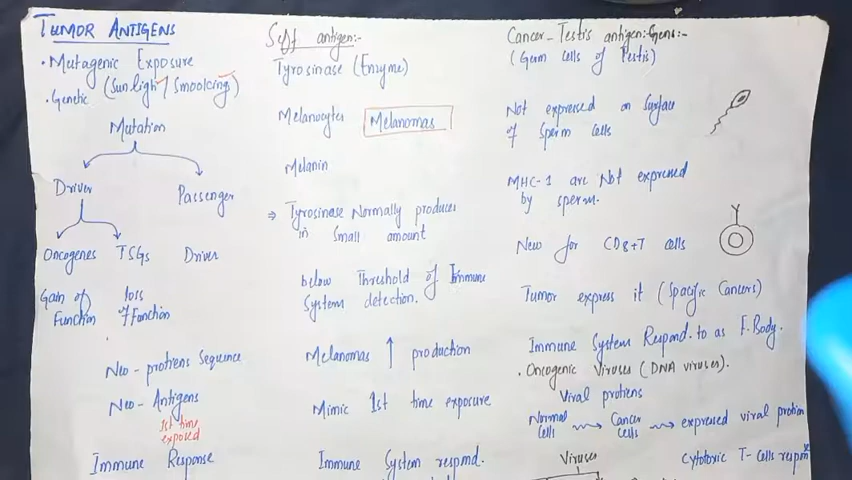 TUMOR ANTIGENS
• Mutagenic Exposure
• Genetic (Sunligh / Smoolcing)
Mutation
Driver
Passenger
Oncogenes TSGs Driver
Gain of Function
loss of Function
Neo - protiens Sequence
Neo - Antigens
1st time
exposed
Immune Response
Self antigen:-
Tyrosinase (Enzyme)
Melanocytes Melanomas
Melanin
⇒ Tyrosinase Normally produces
in Small amount
below Threshold of Immune
System detection.
Melanomas ↑ production
Mimic 1st time exposure
Immune System respond.
Cancer-Testis antigen:-
(Germ cells of Testis)
Not expressed on Surface
of Sperm cells
MHC-1 are Not expressed
by sperm.
New for CD8+T cells
Tumor express it (Spacific Cancers)
Immune System Respond. to as F. Body.
• Oncogenic Viruses (DNA viruses).
Viral protiens
Normal cells → Cancer cells → expressed viral protien
Viruses
Cytotoxic T-Cells respon